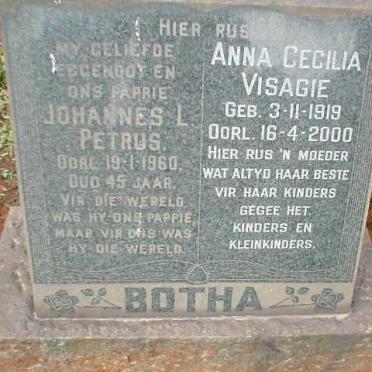 HIER RUS
MY GELIEFDE
EGGENOOT EN
ONS PAPPIE
JOHANNES L.
PETRUS.
OORL. 19-1-1960.
OUD 45 JAAR.
VIR DIE WERELD
WAS HY ONS PAPPIE
MAAR VIR ONS WAS
HY DIE WERELD.
ANNA CECILIA
VISAGIE
GEB. 3-11-1919
OORL. 16-4-2000
HIER RUS 'N MOEDER
WAT ALTYD HAAR BESTE
VIR HAAR KINDERS
GEGEE HET.
KINDERS EN
KLEINKINDERS.
BOTHA